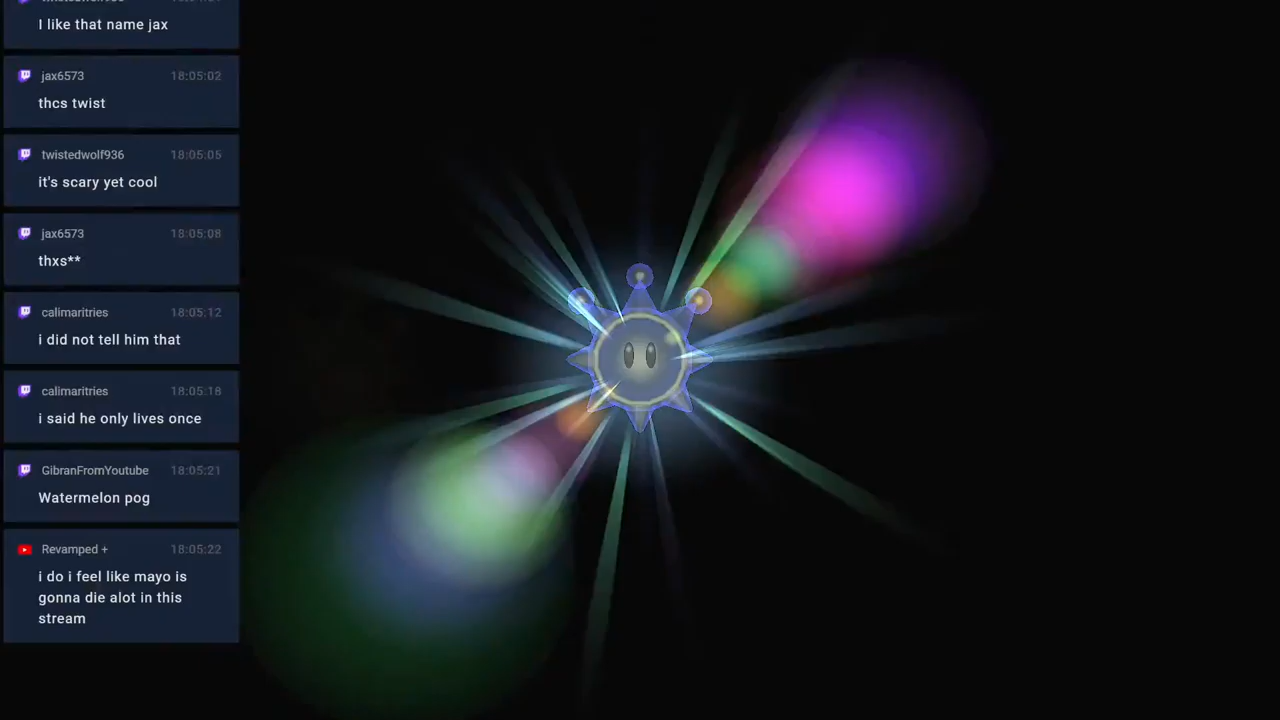 I like that name jax
jax6573 18:05:02
thcs twist
twistedwolf936 18:05:05
it's scary yet cool
jax6573 18:05:08
thxs**
calimaritries 18:05:12
i did not tell him that
calimaritries 18:05:18
i said he only lives once
GibranFromYoutube 18:05:21
Watermelon pog
Revamped + 18:05:22
i do i feel like mayo is
gonna die alot in this
stream